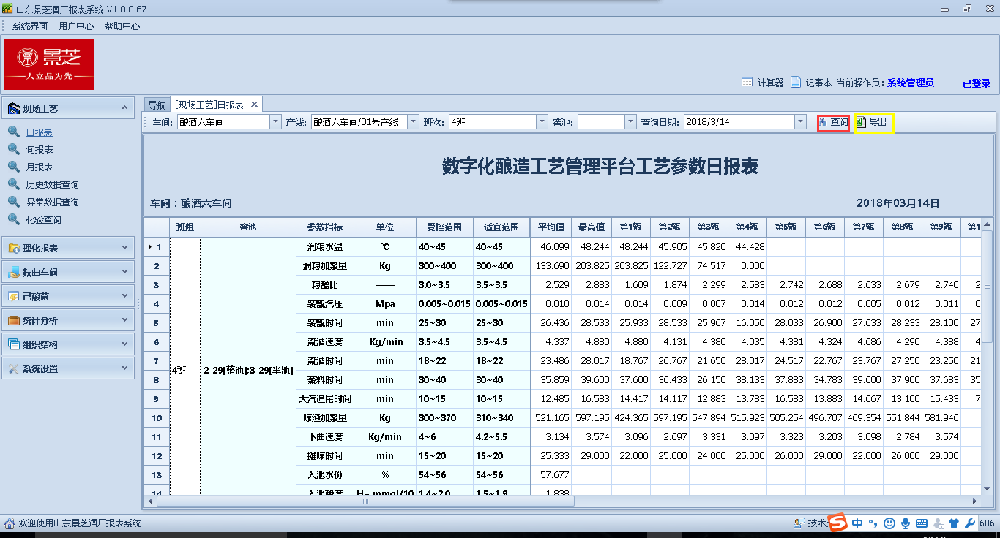 山东景芝酒厂报表系统-V1.0.0.67
系统界面 用户中心 帮助中心
景芝
人立品为先
计算器 记事本 当前操作员: 系统管理员 已登录
现场工艺
日报表
旬报表
月报表
历史数据查询
异常数据查询
化验查询
理化报表
麸曲车间
己酸菌
统计分析
组织结构
系统设置
导航 [现场工艺]日报表
车间: 酿酒六车间 产线: 酿酒六车间/01号产线 班次: 4班 窖池: 查询日期: 2018/3/14 查询 导出
数字化酿造工艺管理平台工艺参数日报表
车间：酿酒六车间 2018年03月14日
班组 窖池 参数指标 单位 受控范围 适宜范围 平均值 最高值 第1甑 第2甑 第3甑 第4甑 第5甑 第6甑 第7甑 第8甑 第9甑 第1
4班 2-29[整池];3-29[半池]
1 润粮水温 ℃ 40~45 40~45 46.099 48.244 48.244 45.905 45.820 44.428
2 润粮加浆量 Kg 300~400 300~400 133.690 203.825 203.825 122.727 74.517 0.000
3 粮醅比 —— 3.0~3.5 3.5~3.5 2.529 2.883 1.609 1.874 2.299 2.583 2.742 2.688 2.633 2.679 2.740 2
4 装甑汽压 Mpa 0.005~0.015 0.005~0.015 0.010 0.014 0.014 0.009 0.007 0.014 0.012 0.012 0.005 0.012 0.011 0
5 装甑时间 min 25~30 25~30 26.436 28.533 25.933 28.533 25.967 16.050 28.033 26.900 27.633 28.233 28.100 27
6 流酒速度 Kg/min 3.5~4.5 3.5~4.5 4.337 4.880 4.880 4.131 4.380 4.035 4.381 4.324 4.686 4.290 4.388 4
7 流酒时间 min 18~22 18~22 23.486 28.017 18.767 26.767 21.650 28.017 24.517 22.767 23.767 27.250 23.250 21
8 蒸料时间 min 30~40 30~40 35.859 39.600 37.600 36.433 26.150 38.133 37.883 34.783 39.600 37.900 37.683 35
9 大汽追尾时间 min 10~15 10~15 12.485 16.583 14.417 14.117 12.883 13.783 16.583 13.883 14.667 13.100 15.433 7
10 晾渣加浆量 Kg 300~370 310~340 521.165 597.195 424.365 597.195 547.894 515.923 505.254 496.707 469.354 551.844 581.946
11 下曲速度 Kg/min 4~6 4.2~5.5 3.134 3.574 3.096 2.697 3.331 3.097 3.323 3.203 3.098 2.784 3.574
12 摊晾时间 min 15~20 15~20 25.333 29.000 22.000 25.000 24.000 25.000 26.000 29.000 22.000 26.000 29.000
13 入池水份 % 54~56 54~56 57.677
14 入池酸度 H+ mmol/10 1.4~2.0 1.5~1.9 1.838
欢迎使用山东景芝酒厂报表系统 技术 中 686